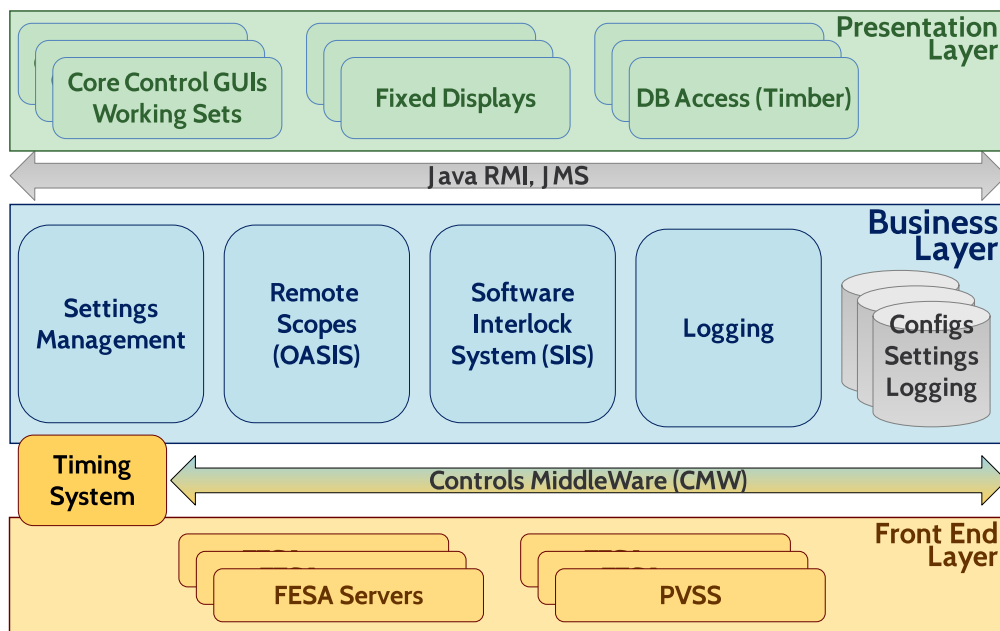 Presentation
Layer
Core Control GUIs
Working Sets
Fixed Displays
DB Access (Timber)
Java RMI, JMS
Business
Layer
Settings
Management
Remote
Scopes
(OASIS)
Software
Interlock
System (SIS)
Logging
Configs
Settings
Logging
Timing
System
Controls MiddleWare (CMW)
Front End
Layer
FESA Servers
PVSS